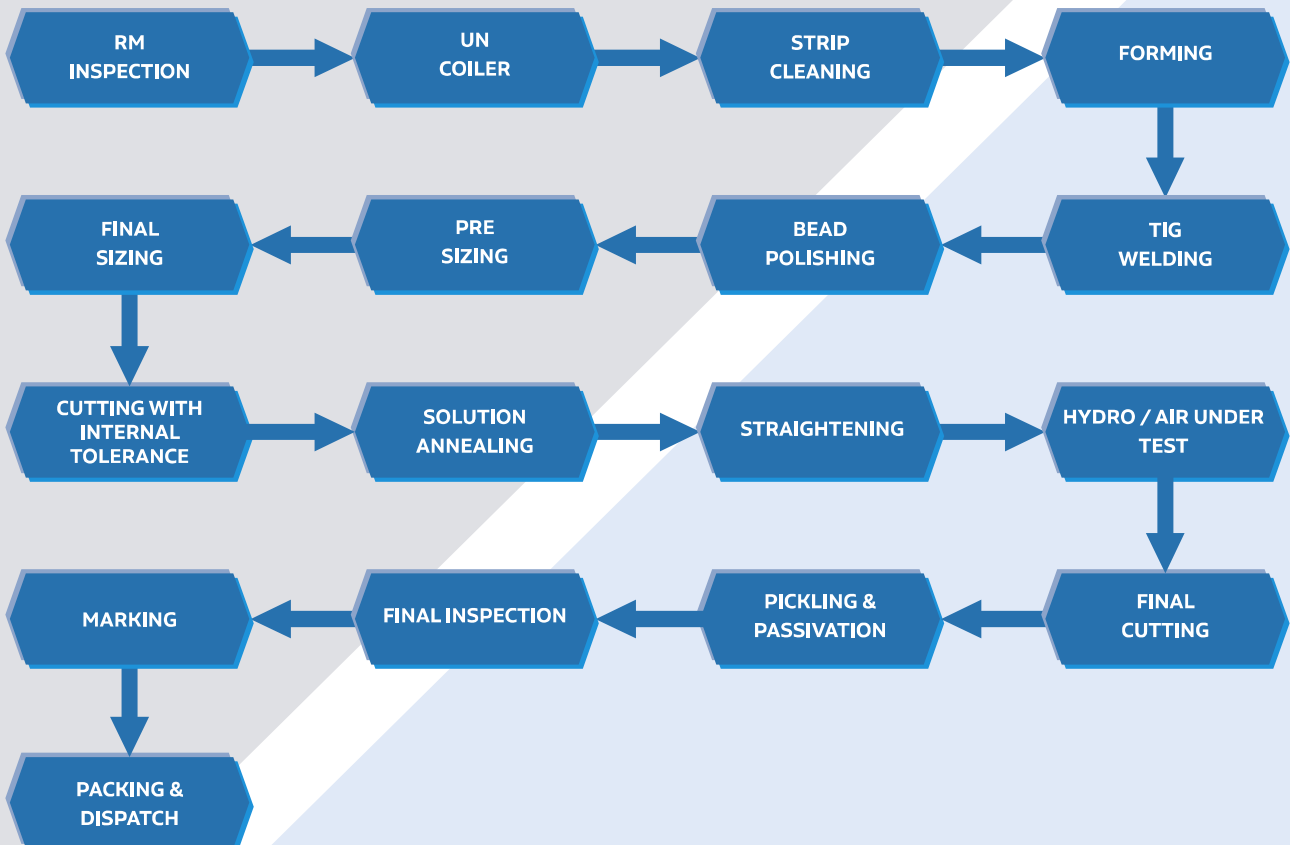 RM
INSPECTION
UN
COILER
STRIP
CLEANING
FORMING
TIG
WELDING
BEAD
POLISHING
PRE
SIZING
FINAL
SIZING
CUTTING WITH
INTERNAL
TOLERANCE
SOLUTION
ANNEALING
STRAIGHTENING
HYDRO / AIR UNDER
TEST
FINAL
CUTTING
PICKLING &
PASSIVATION
FINAL INSPECTION
MARKING
PACKING &
DISPATCH